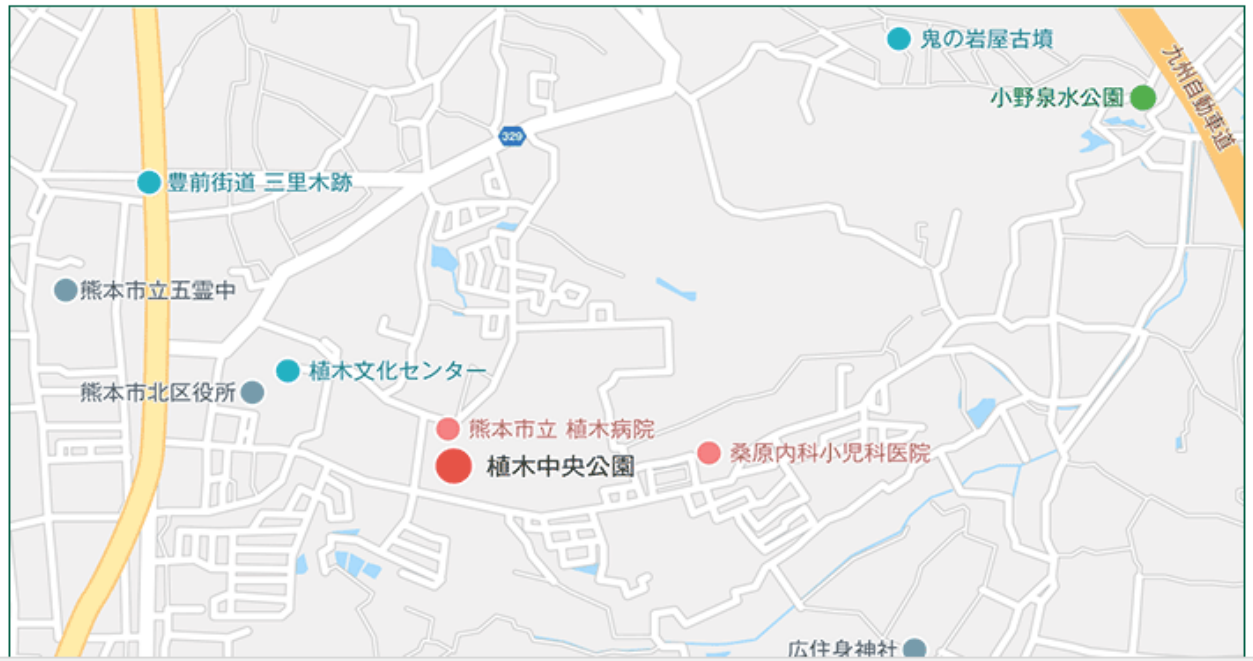 鬼の岩屋古墳
九州自動車道
小野泉水公園
329
豊前街道 三里木跡
熊本市立五霊中
植木文化センター
熊本市北区役所
熊本市立 植木病院
桑原内科小児科医院
植木中央公園
広住身神社